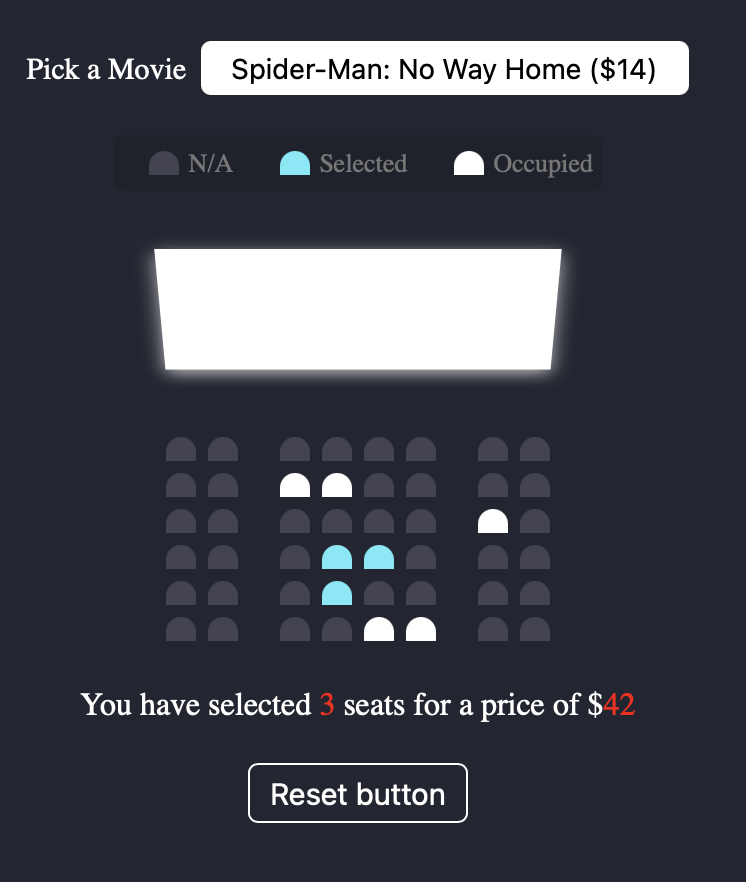 Pick a Movie Spider-Man: No Way Home ($14)
N/A Selected Occupied
You have selected 3 seats for a price of $42
Reset button